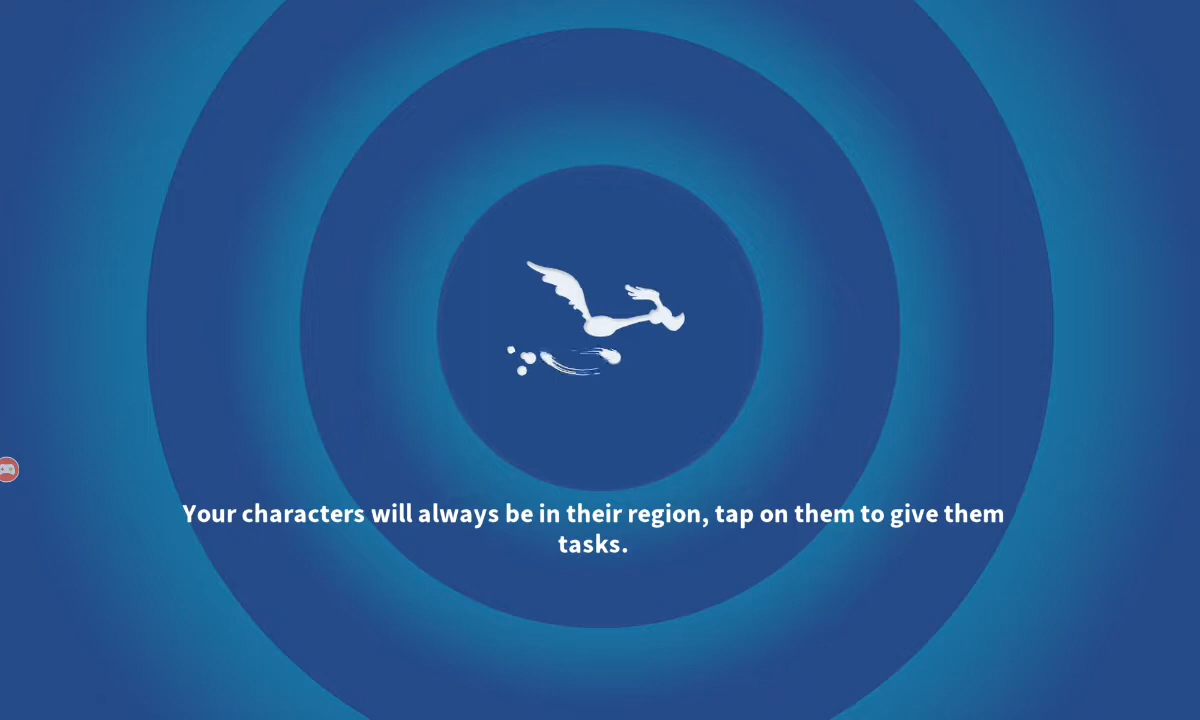 Your characters will always be in their region, tap on them to give them
tasks.